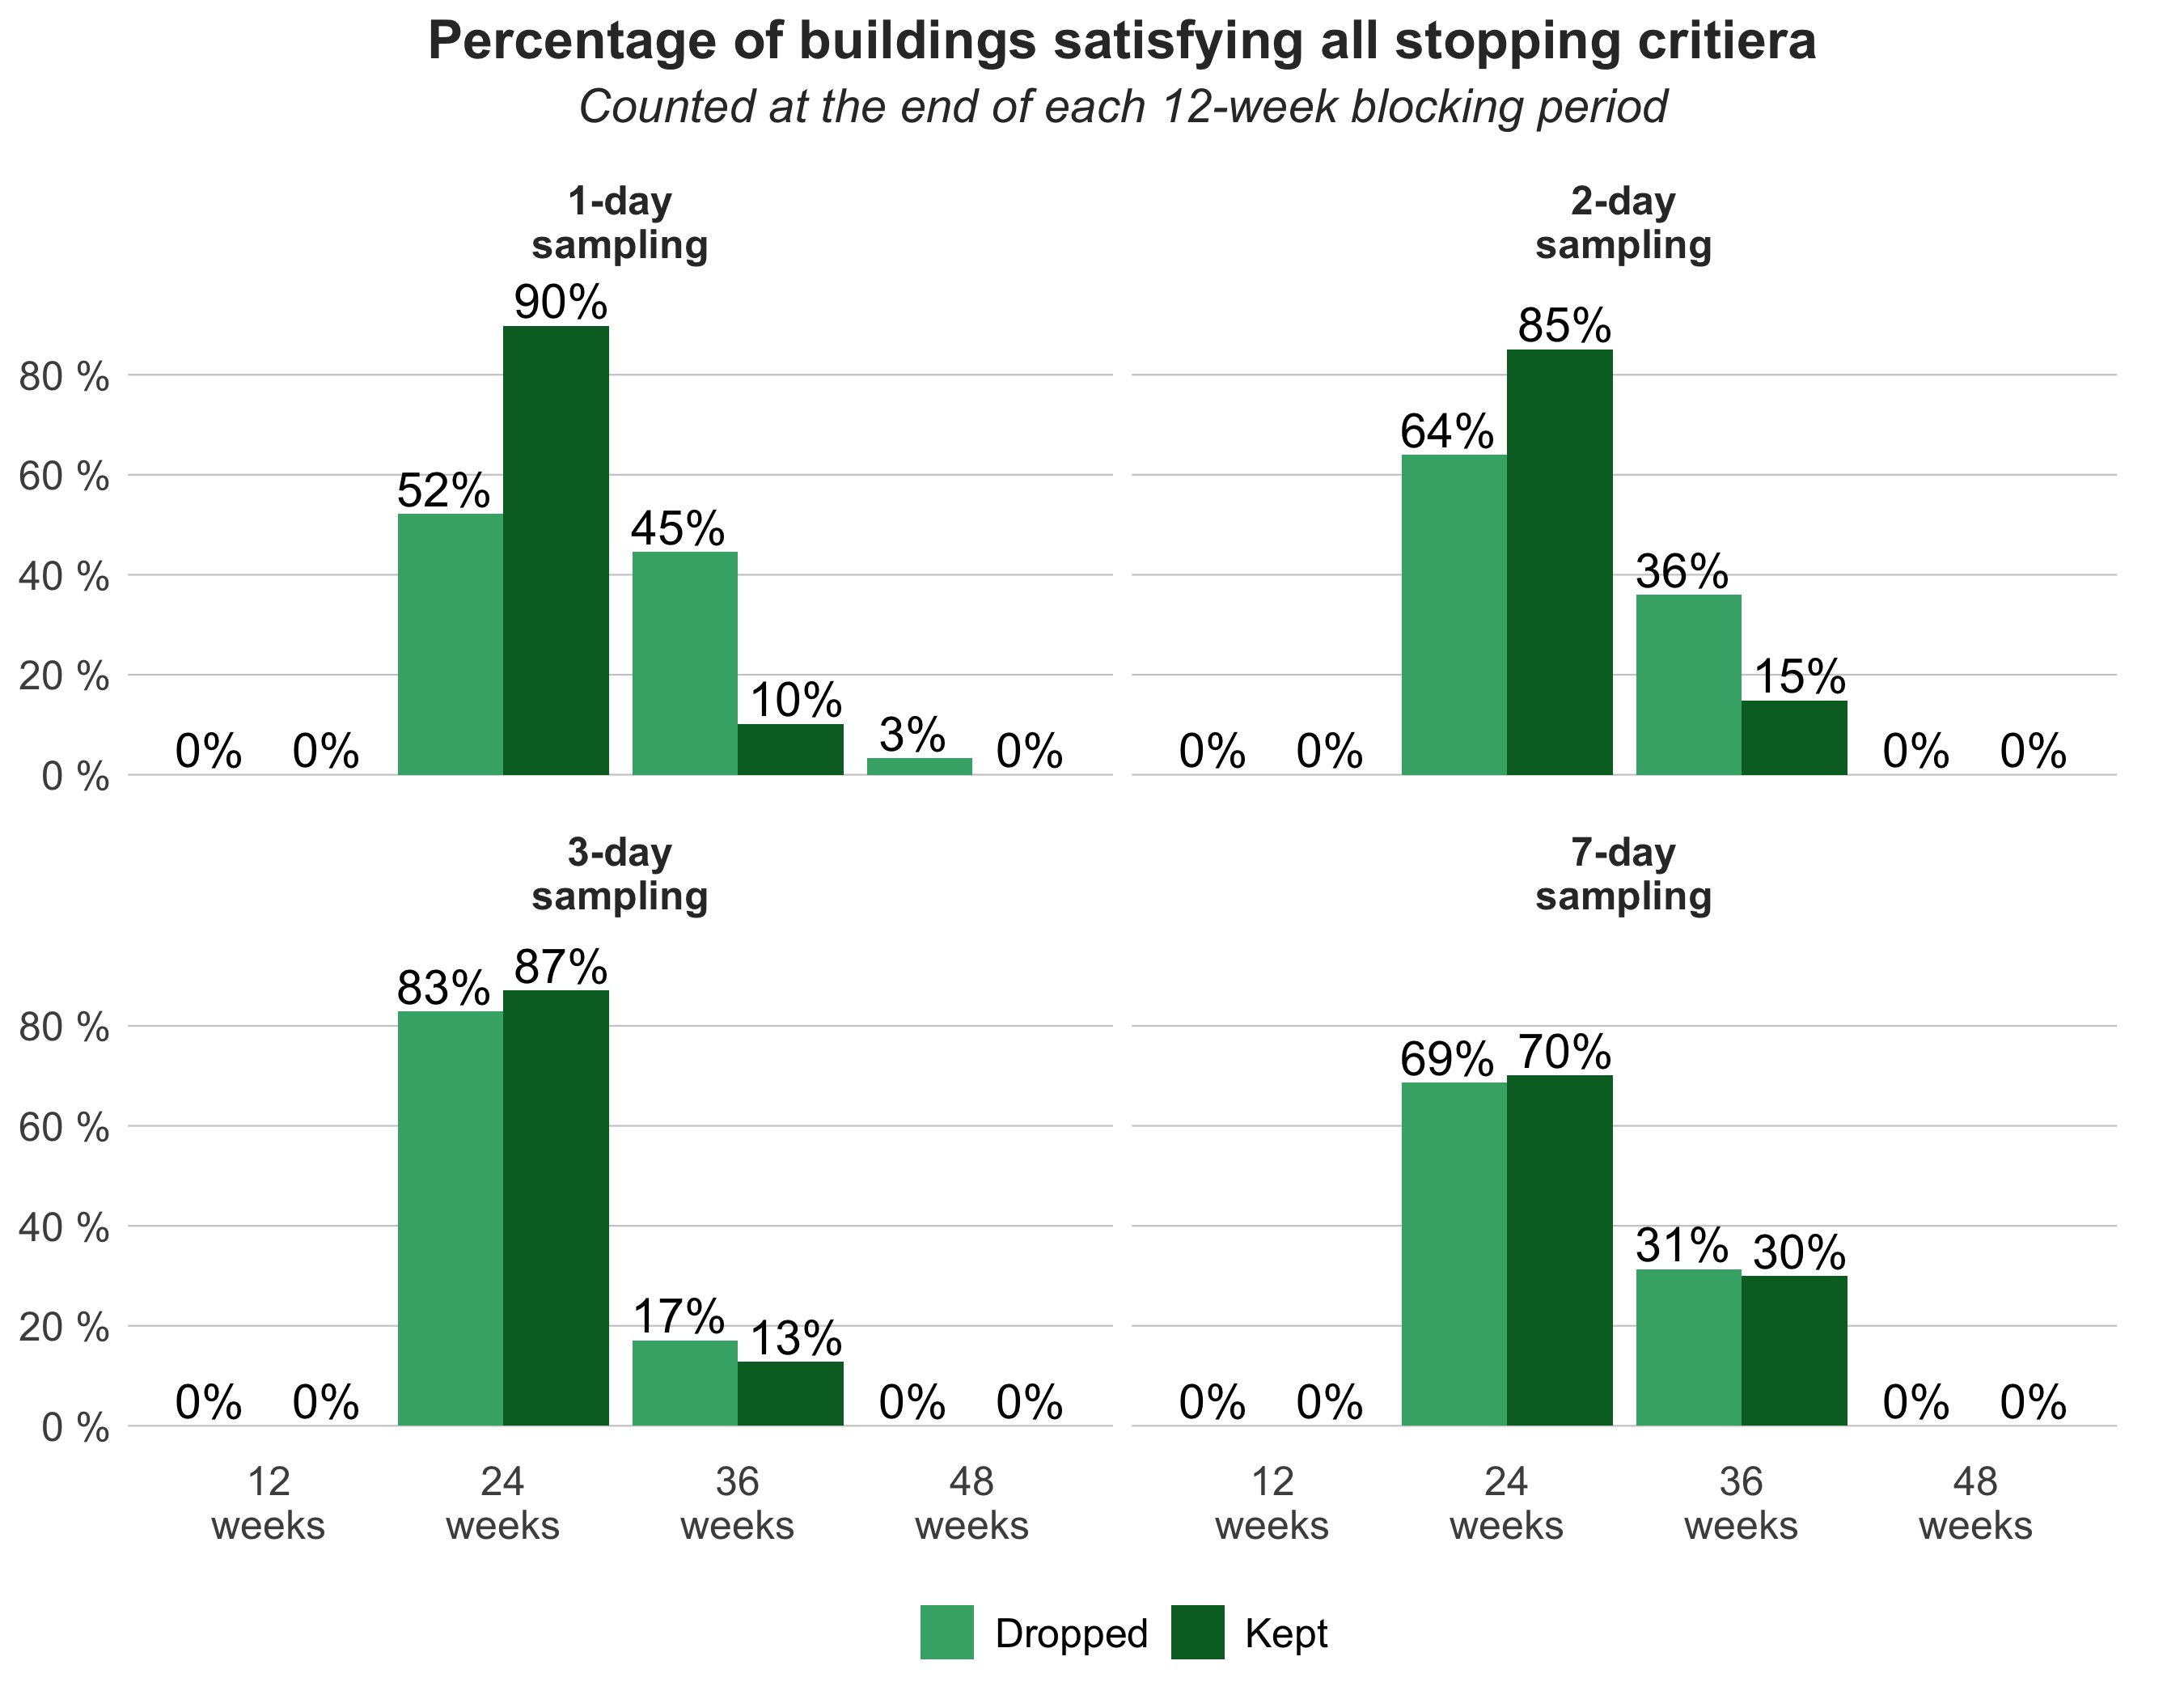 Percentage of buildings satisfying all stopping critiera
Counted at the end of each 12-week blocking period
1-day
sampling
80 %
60 %
40 %
20 %
0 %
0%
0%
52%
90%
45%
10%
3%
0%
2-day
sampling
0%
0%
64%
85%
36%
15%
0%
0%
3-day
sampling
80 %
60 %
40 %
20 %
0 %
0%
0%
83%
87%
17%
13%
0%
0%
12
weeks
24
weeks
36
weeks
48
weeks
7-day
sampling
0%
0%
69%
70%
31%
30%
0%
0%
12
weeks
24
weeks
36
weeks
48
weeks
Dropped
Kept